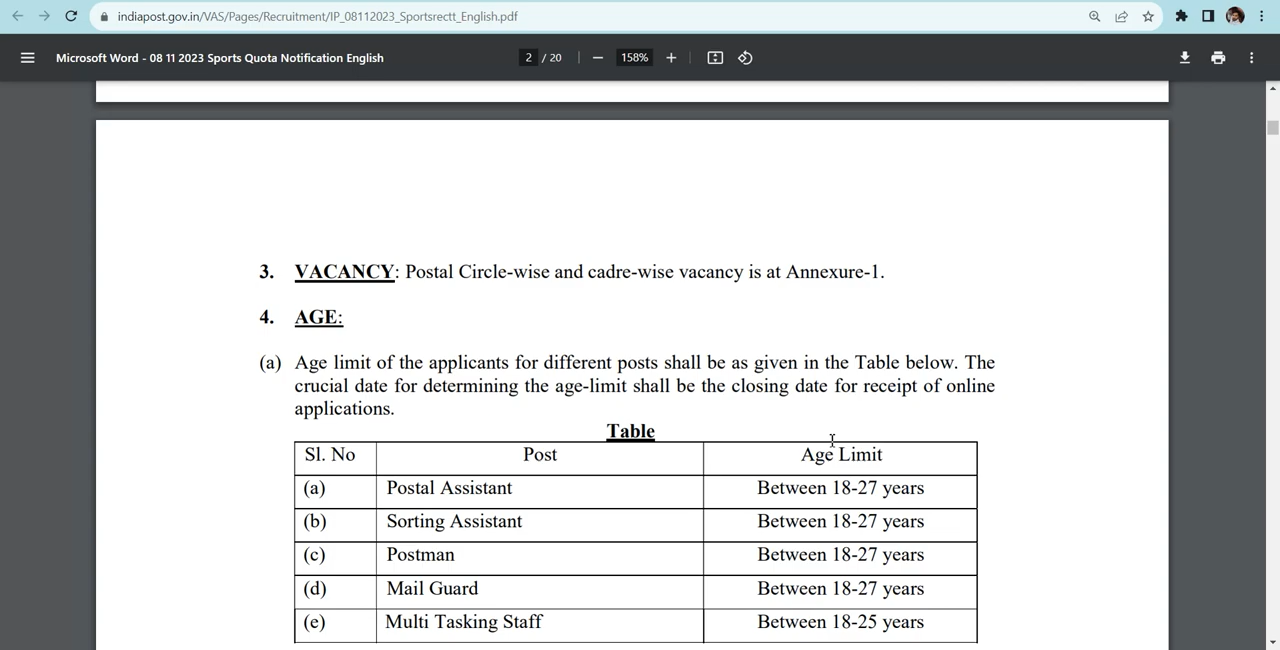 indiapost.gov.in/VAS/Pages/Recruitment/IP_08112023_Sportsrectt_English.pdf
Microsoft Word - 08 11 2023 Sports Quota Notification English
2 / 20
158%
3. VACANCY: Postal Circle-wise and cadre-wise vacancy is at Annexure-1.
4. AGE:
(a) Age limit of the applicants for different posts shall be as given in the Table below. The
crucial date for determining the age-limit shall be the closing date for receipt of online
applications.
Table
Sl. No Post Age Limit
(a) Postal Assistant Between 18-27 years
(b) Sorting Assistant Between 18-27 years
(c) Postman Between 18-27 years
(d) Mail Guard Between 18-27 years
(e) Multi Tasking Staff Between 18-25 years